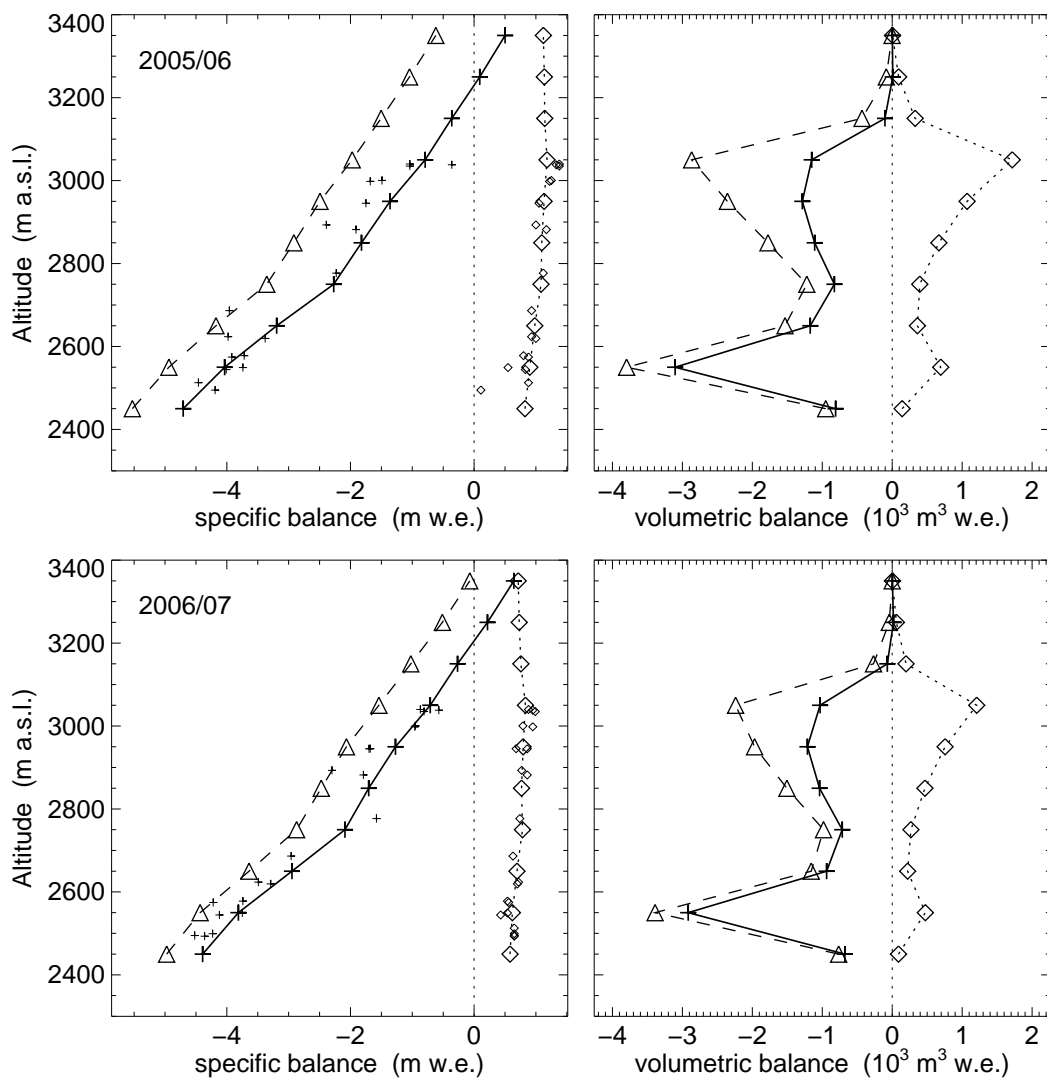 3400
3200
3000
2800
2600
2400
Altitude (m a.s.l.)
2005/06
−4 −2 0
specific balance (m w.e.)
−4 −3 −2 −1 0 1 2
volumetric balance (10³ m³ w.e.)
3400
3200
3000
2800
2600
2400
Altitude (m a.s.l.)
2006/07
−4 −2 0
specific balance (m w.e.)
−4 −3 −2 −1 0 1 2
volumetric balance (10³ m³ w.e.)